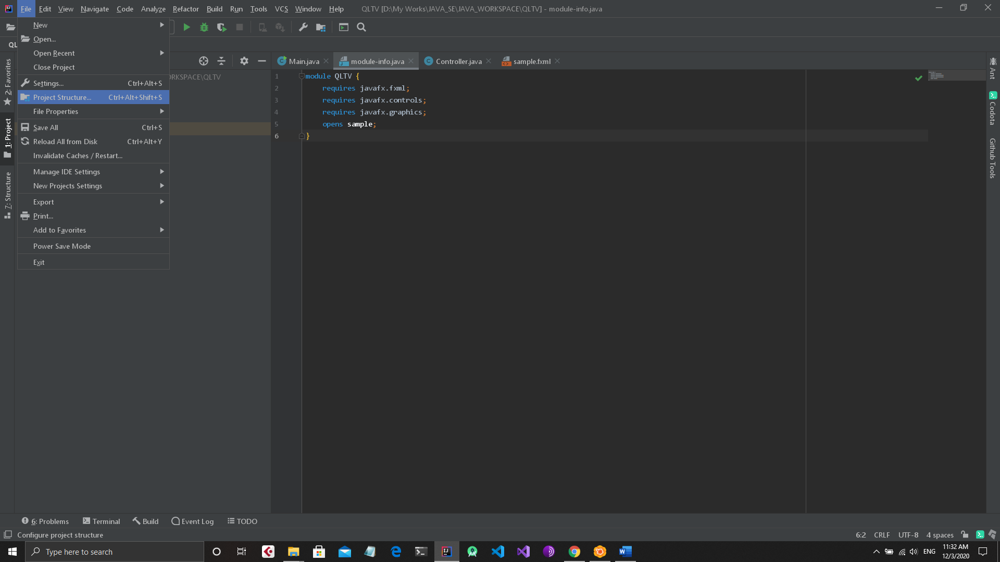 File Edit View Navigate Code Analyze Refactor Build Run Tools VCS Window Help QLTV [D:\My Works\JAVA_SE\JAVA_WORKSPACE\QLTV] - module-info.java
New
Open...
QL
Open Recent
Close Project
Settings... Ctrl+Alt+S
Project Structure... Ctrl+Alt+Shift+S
File Properties
Save All Ctrl+S
Reload All from Disk Ctrl+Alt+Y
Invalidate Caches / Restart...
Manage IDE Settings
New Projects Settings
Export
Print...
Add to Favorites
Power Save Mode
Exit
RKSPACE\QLTV
2: Favorites
1: Project
7: Structure
Main.java module-info.java Controller.java sample.fxml
1 module QLTV {
2 requires javafx.fxml;
3 requires javafx.controls;
4 requires javafx.graphics;
5 opens sample;
6 }
Ant
Codota
Github Tools
6: Problems Terminal Build Event Log TODO
Configure project structure 6:2 CRLF UTF-8 4 spaces
Type here to search ENG 11:32 AM
12/3/2020